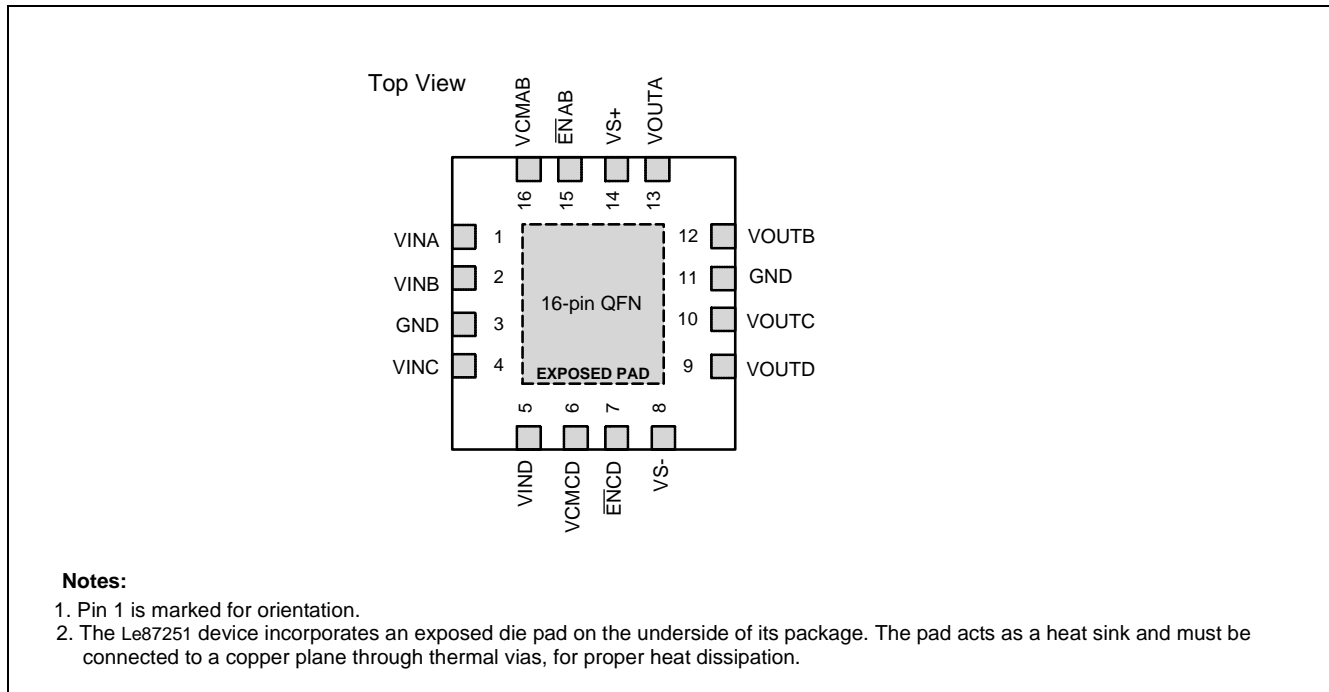 Top View
VCMAB
E̅N̅AB
VS+
VOUTA
16
15
14
13
VINA 1
VINB 2
GND 3
VINC 4
12 VOUTB
11 GND
10 VOUTC
9 VOUTD
16-pin QFN
EXPOSED PAD
5
6
7
8
VIND
VCMCD
E̅N̅CD
VS-
Notes:
1. Pin 1 is marked for orientation.
2. The Le87251 device incorporates an exposed die pad on the underside of its package. The pad acts as a heat sink and must be
connected to a copper plane through thermal vias, for proper heat dissipation.